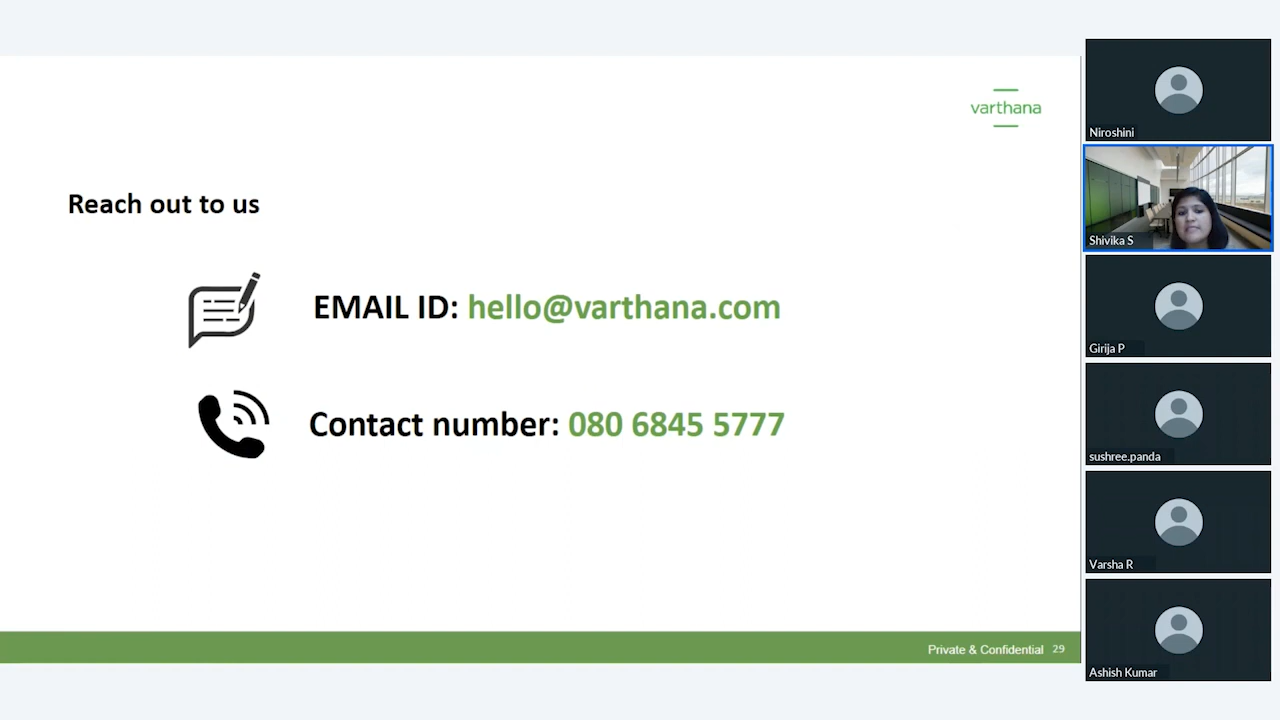 varthana
Reach out to us
EMAIL ID: hello@varthana.com
Contact number: 080 6845 5777
Private & Confidential 29
Niroshini
Shivika S
Girija P
sushree.panda
Varsha R
Ashish Kumar